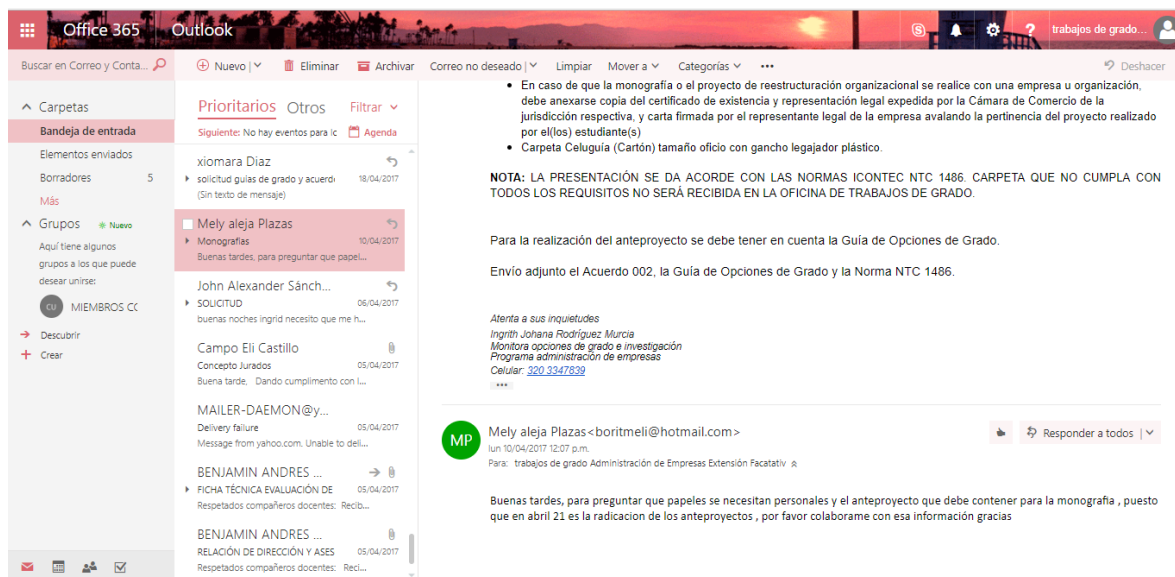 Office 365
Outlook
trabajos de grado...
Buscar en Correo y Conta...
Nuevo
Eliminar
Archivar
Correo no deseado
Limpiar
Mover a
Categorías
Deshacer
Carpetas
Bandeja de entrada
Elementos enviados
Borradores 5
Más
Grupos Nuevo
Aquí tiene algunos
grupos a los que puede
desear unirse:
CU MIEMBROS CC
Descubrir
Crear
Prioritarios Otros Filtrar
Siguiente: No hay eventos para lc Agenda
xiomara Diaz
solicitud guias de grado y acuerd 18/04/2017
(Sin texto de mensaje)
Mely aleja Plazas
Monografias 10/04/2017
Buenas tardes, para preguntar que papel...
John Alexander Sánch...
SOLICITUD 06/04/2017
buenas noches ingrid necesito que me h...
Campo Eli Castillo
Concepto Jurados 05/04/2017
Buena tarde, Dando cumplimento con l...
MAILER-DAEMON@y...
Delivery failure 05/04/2017
Message from yahoo.com. Unable to deli...
BENJAMIN ANDRES ...
FICHA TÉCNICA EVALUACIÓN DE 05/04/2017
Respetados compañeros docentes: Recib...
BENJAMIN ANDRES ...
RELACIÓN DE DIRECCIÓN Y ASES 05/04/2017
Respetados compañeros docentes: Reci...
• En caso de que la monografía o el proyecto de reestructuración organizacional se realice con una empresa u organización,
debe anexarse copia del certificado de existencia y representación legal expedida por la Cámara de Comercio de la
jurisdicción respectiva, y carta firmada por el representante legal de la empresa avalando la pertinencia del proyecto realizado
por el(los) estudiante(s)
• Carpeta Celuguía (Cartón) tamaño oficio con gancho legajador plástico.
NOTA: LA PRESENTACIÓN SE DA ACORDE CON LAS NORMAS ICONTEC NTC 1486. CARPETA QUE NO CUMPLA CON
TODOS LOS REQUISITOS NO SERÁ RECIBIDA EN LA OFICINA DE TRABAJOS DE GRADO.
Para la realización del anteproyecto se debe tener en cuenta la Guía de Opciones de Grado.
Envío adjunto el Acuerdo 002, la Guía de Opciones de Grado y la Norma NTC 1486.
Atenta a sus inquietudes
Ingrith Johana Rodríguez Murcia
Monitora opciones de grado e investigación
Programa administración de empresas
Celular: 320 3347839
MP
Mely aleja Plazas<boritmeli@hotmail.com>
lun 10/04/2017 12:07 p.m.
Para: trabajos de grado Administración de Empresas Extensión Facatativ
Responder a todos
Buenas tardes, para preguntar que papeles se necesitan personales y el anteproyecto que debe contener para la monografia , puesto
que en abril 21 es la radicacion de los anteproyectos , por favor colaborame con esa información gracias